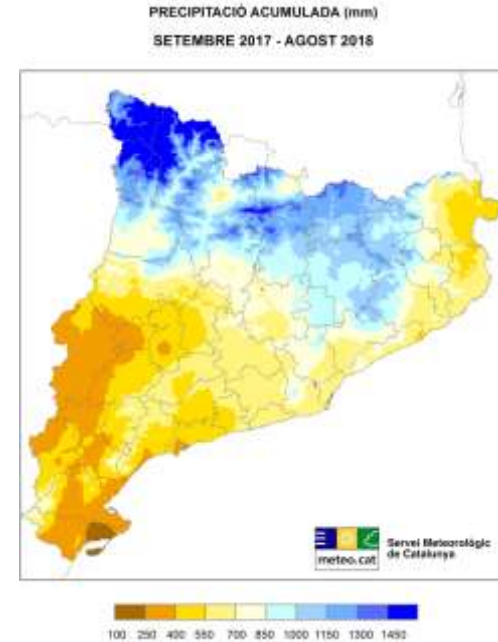 PRECIPITACIÓ ACUMULADA (mm)
SETEMBRE 2017 - AGOST 2018
meteo.cat
Servei Meteorològic
de Catalunya
100 250 400 550 700 850 1000 1150 1300 1450